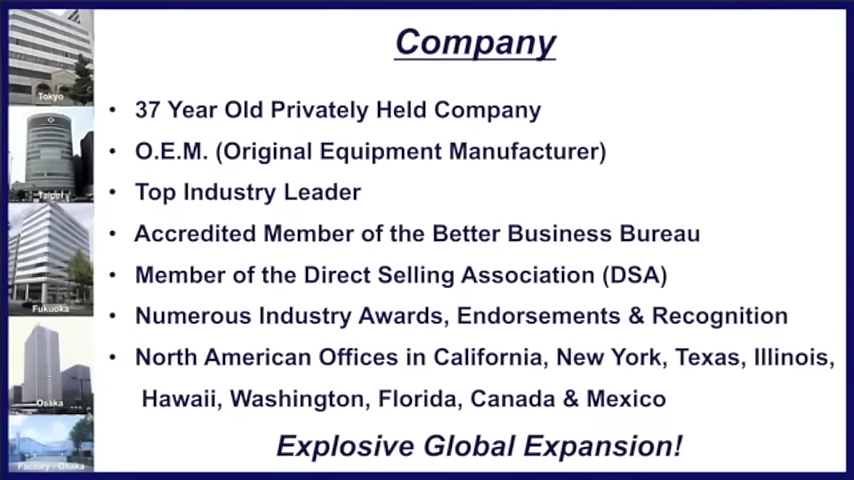 Company
• 37 Year Old Privately Held Company
• O.E.M. (Original Equipment Manufacturer)
• Top Industry Leader
• Accredited Member of the Better Business Bureau
• Member of the Direct Selling Association (DSA)
• Numerous Industry Awards, Endorsements & Recognition
• North American Offices in California, New York, Texas, Illinois,
Hawaii, Washington, Florida, Canada & Mexico
Explosive Global Expansion!
Tokyo
Taipei
Fukuoka
Osaka
Factory - Osaka